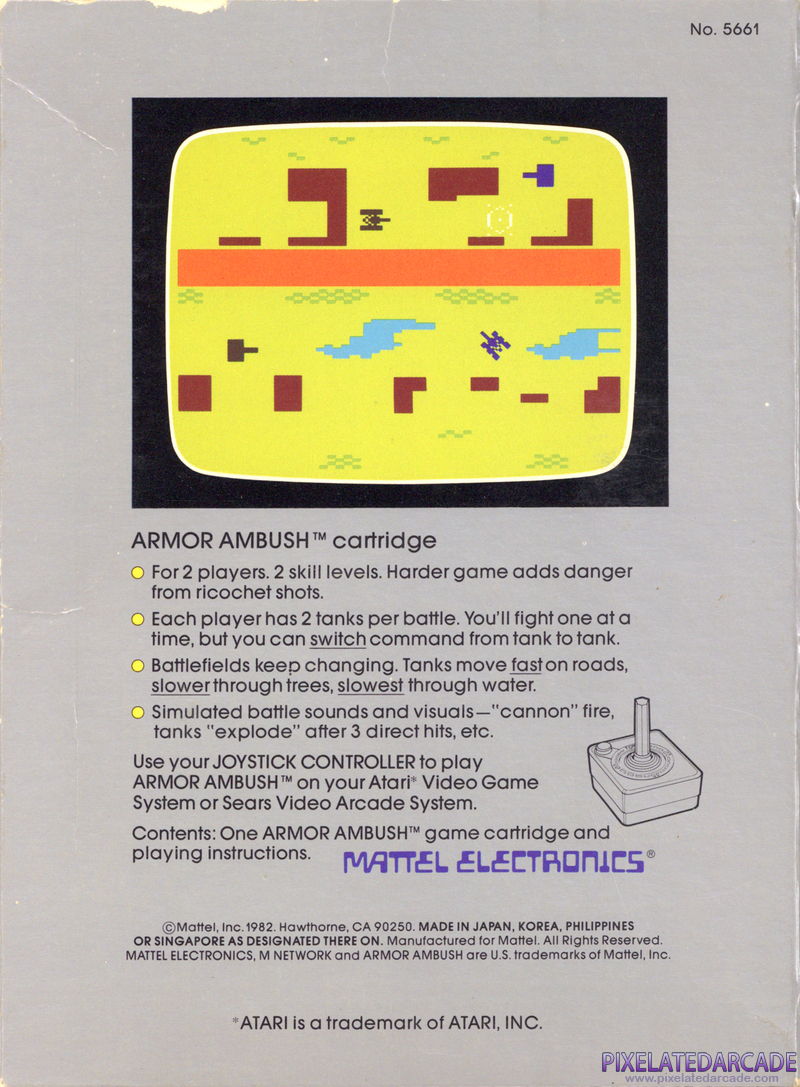 No. 5661
ARMOR AMBUSH™ cartridge
For 2 players. 2 skill levels. Harder game adds danger
from ricochet shots.
Each player has 2 tanks per battle. You'll fight one at a
time, but you can switch command from tank to tank.
Battlefields keep changing. Tanks move fast on roads,
slower through trees, slowest through water.
Simulated battle sounds and visuals—"cannon" fire,
tanks "explode" after 3 direct hits, etc.
Use your JOYSTICK CONTROLLER to play
ARMOR AMBUSH™ on your Atari* Video Game
System or Sears Video Arcade System.
Contents: One ARMOR AMBUSH™ game cartridge and
playing instructions.
MATTEL ELECTRONICS®
©Mattel, Inc. 1982. Hawthorne, CA 90250. MADE IN JAPAN, KOREA, PHILIPPINES
OR SINGAPORE AS DESIGNATED THERE ON. Manufactured for Mattel. All Rights Reserved.
MATTEL ELECTRONICS, M NETWORK and ARMOR AMBUSH are U.S. trademarks of Mattel, Inc.
*ATARI is a trademark of ATARI, INC.
PIXELATEDARCADE
www.pixelatedarcade.com